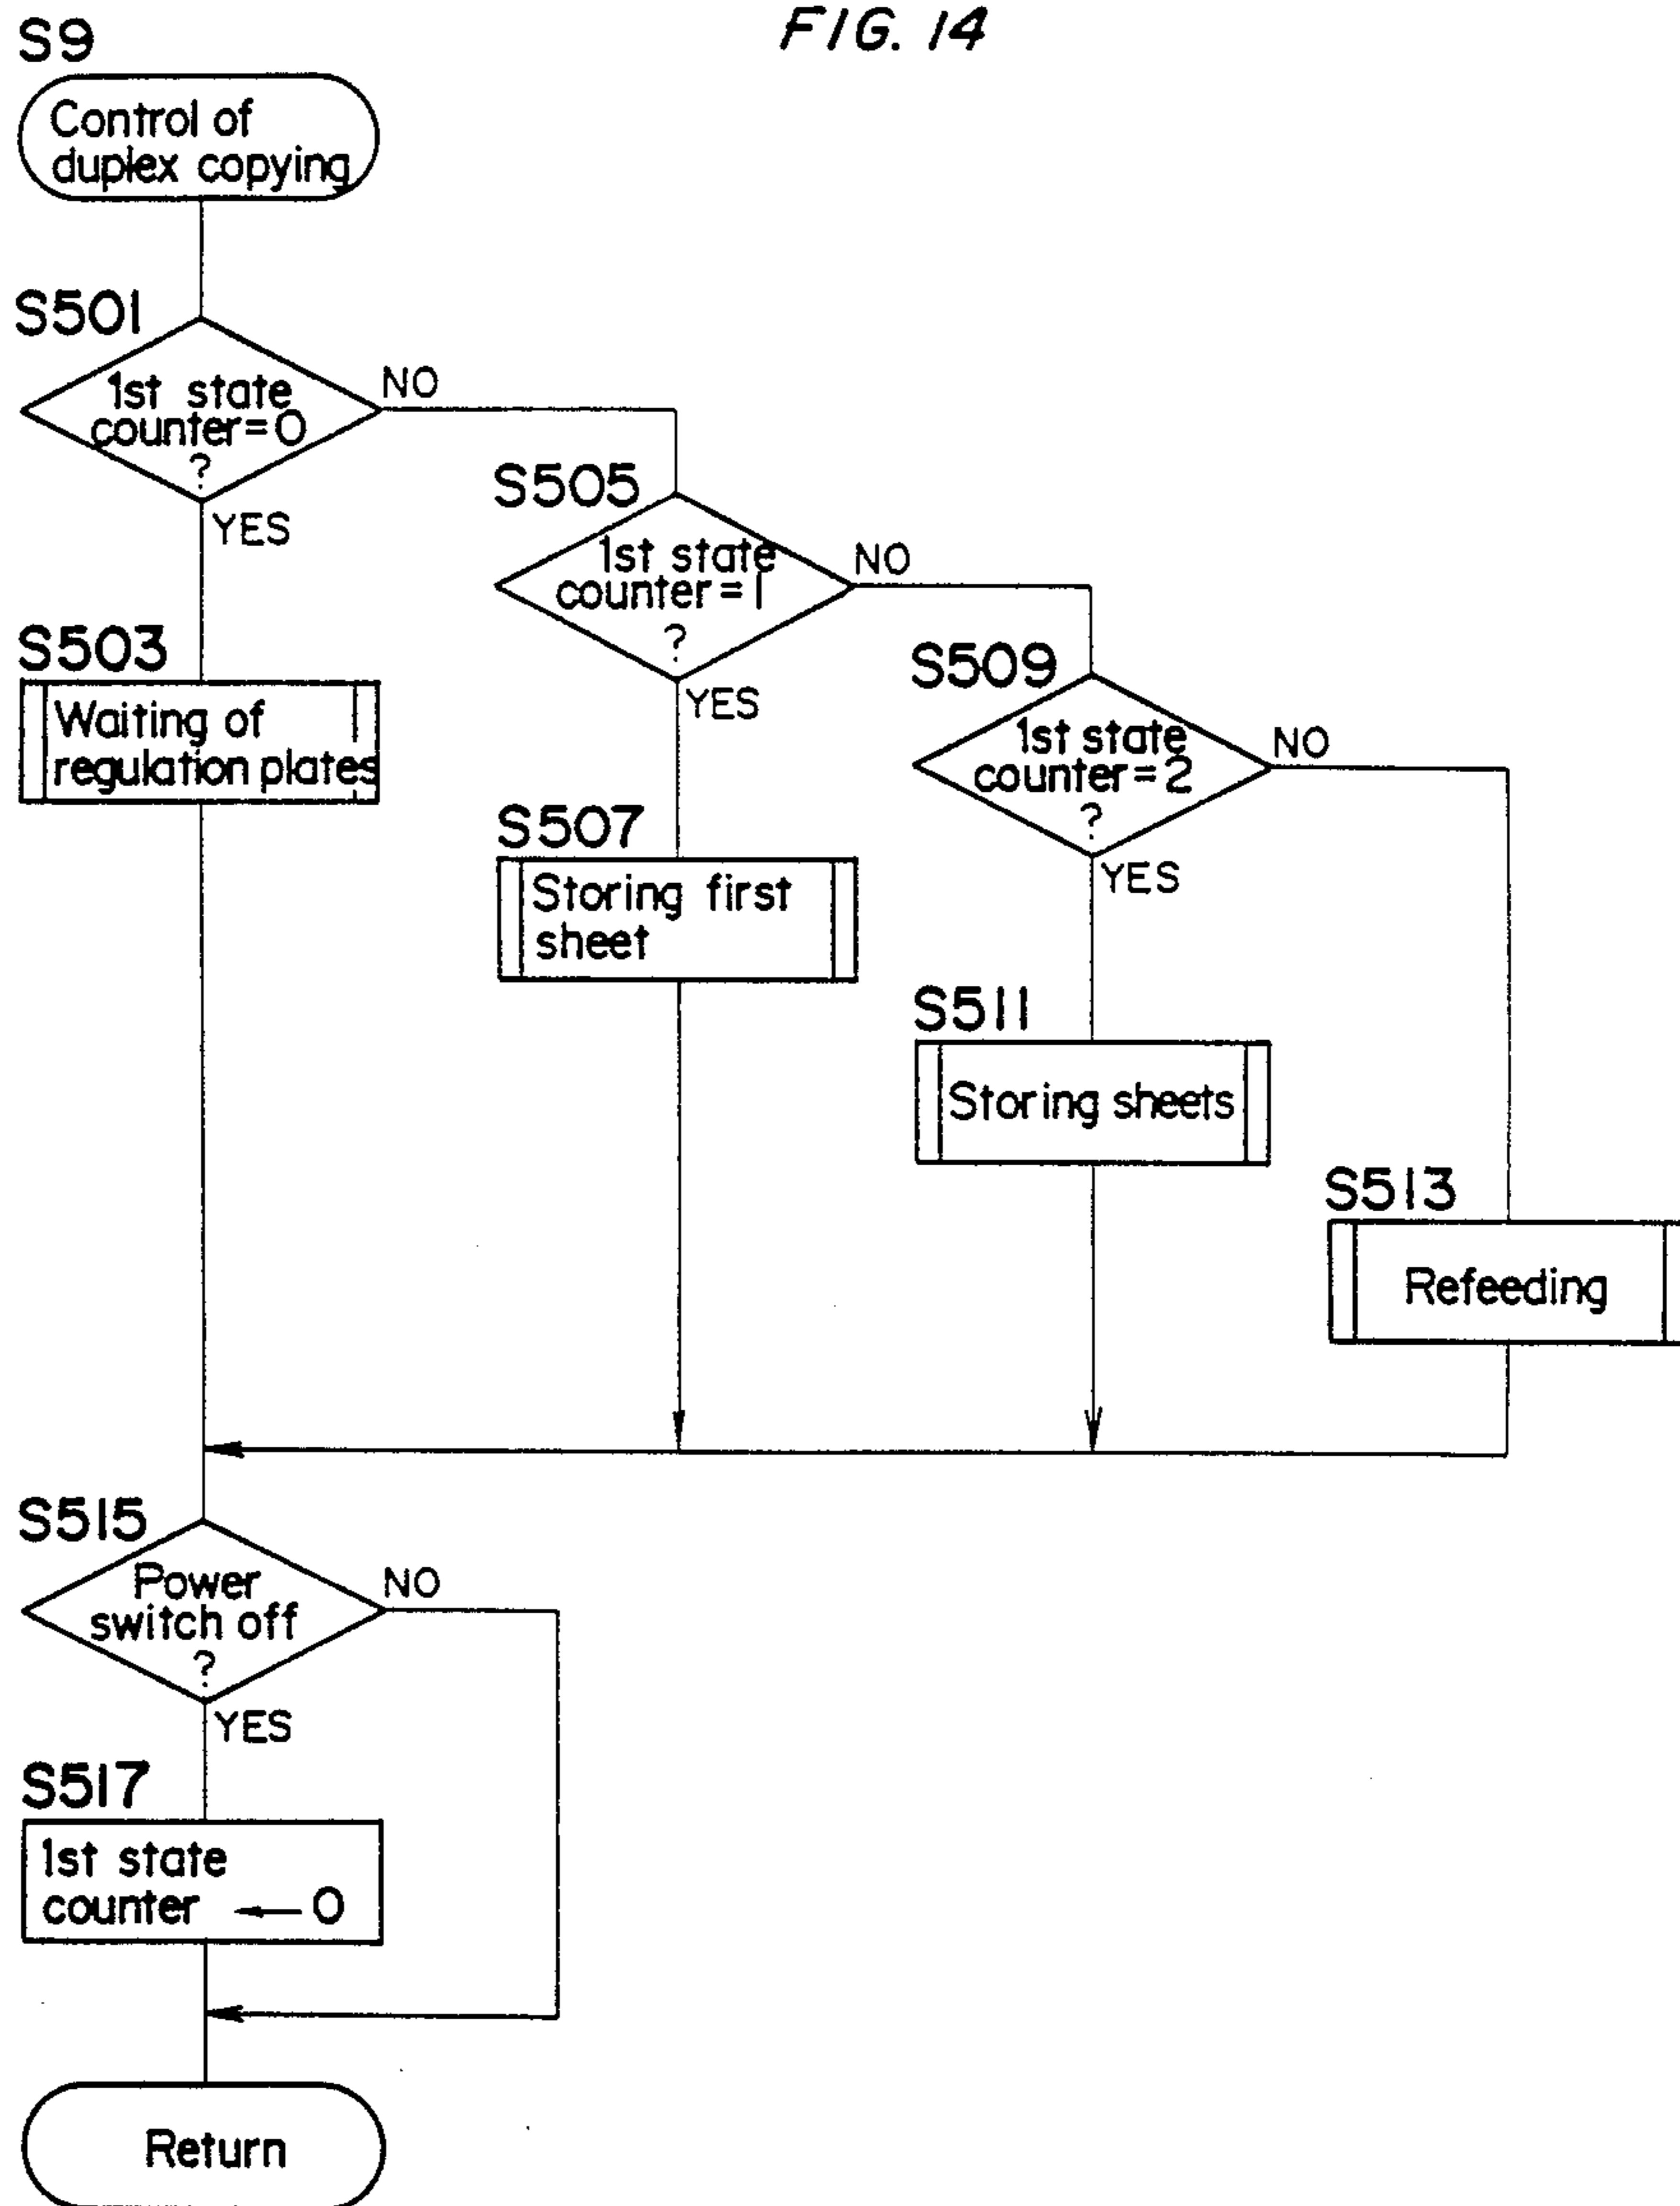 FIG. 14
S9
Control of
duplex copying
S501
1st state
counter=0
?
NO
YES
S503
Waiting of
regulation plates
S505
1st state
counter=1
?
NO
YES
S507
Storing first
sheet
S509
1st state
counter=2
?
NO
YES
S511
Storing sheets
S513
Refeeding
S515
Power
switch off
?
NO
YES
S517
1st state
counter ← 0
Return